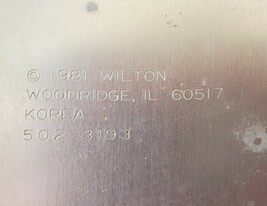 © 1981 WILTON
WOODRIDGE, IL 60517
KOREA
502 3193